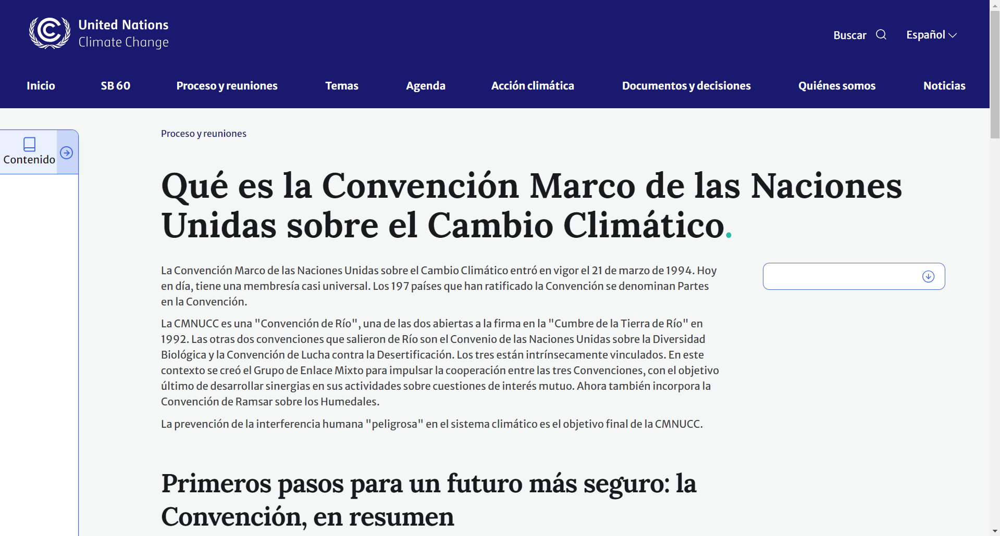 United Nations
Climate Change
Buscar
Español
Inicio
SB 60
Proceso y reuniones
Temas
Agenda
Acción climática
Documentos y decisiones
Quiénes somos
Noticias
Contenido
Proceso y reuniones
Qué es la Convención Marco de las Naciones
Unidas sobre el Cambio Climático.
La Convención Marco de las Naciones Unidas sobre el Cambio Climático entró en vigor el 21 de marzo de 1994. Hoy
en día, tiene una membresía casi universal. Los 197 países que han ratificado la Convención se denominan Partes
en la Convención.
La CMNUCC es una "Convención de Río", una de las dos abiertas a la firma en la "Cumbre de la Tierra de Río" en
1992. Las otras dos convenciones que salieron de Río son el Convenio de las Naciones Unidas sobre la Diversidad
Biológica y la Convención de Lucha contra la Desertificación. Los tres están intrínsecamente vinculados. En este
contexto se creó el Grupo de Enlace Mixto para impulsar la cooperación entre las tres Convenciones, con el objetivo
último de desarrollar sinergias en sus actividades sobre cuestiones de interés mutuo. Ahora también incorpora la
Convención de Ramsar sobre los Humedales.
La prevención de la interferencia humana "peligrosa" en el sistema climático es el objetivo final de la CMNUCC.
Primeros pasos para un futuro más seguro: la
Convención, en resumen